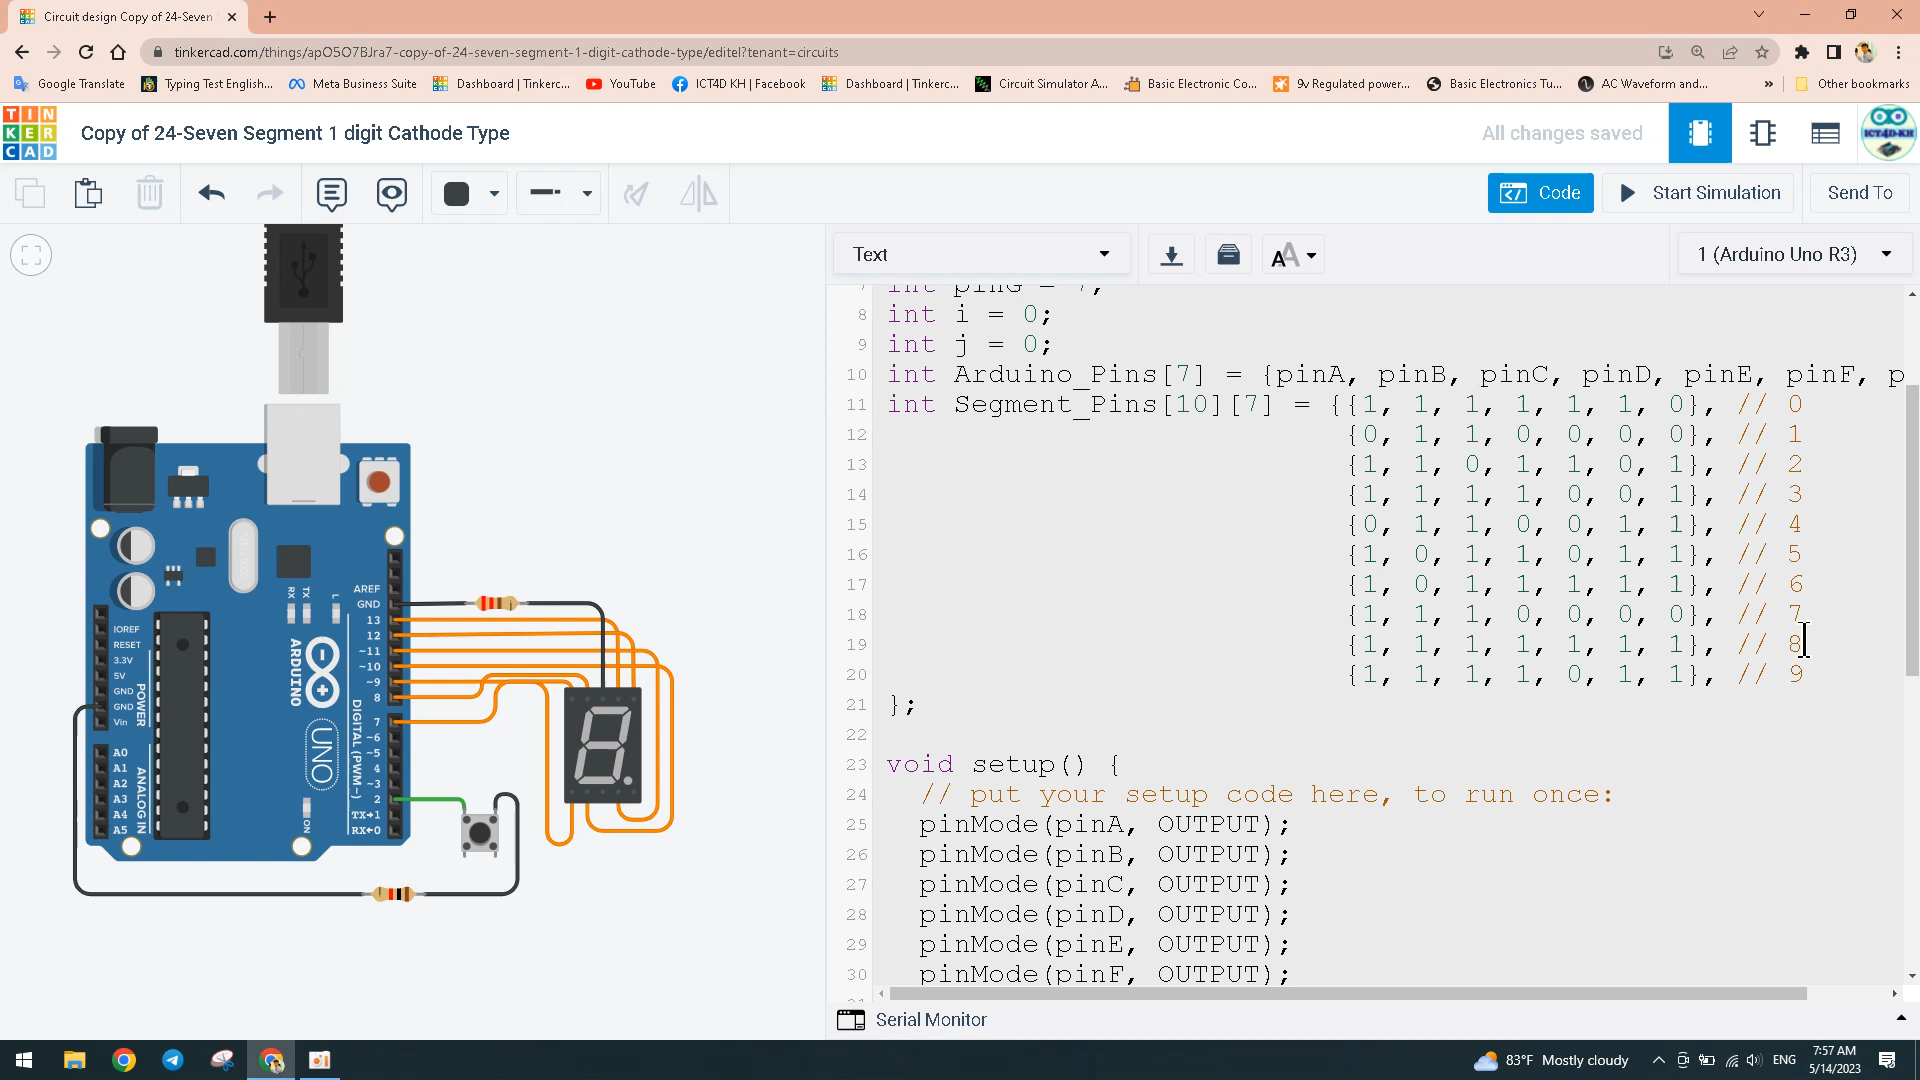 Circuit design Copy of 24-Seven
tinkercad.com/things/apO5O7BJra7-copy-of-24-seven-segment-1-digit-cathode-type/editel?tenant=circuits
Google Translate
Typing Test English...
Meta Business Suite
Dashboard | Tinkerc...
YouTube
ICT4D KH | Facebook
Dashboard | Tinkerc...
Circuit Simulator A...
Basic Electronic Co...
9v Regulated power...
Basic Electronics Tu...
AC Waveform and...
»
Other bookmarks
TIN
KER
CAD
Copy of 24-Seven Segment 1 digit Cathode Type
All changes saved
ICT4D-KH
Code
Start Simulation
Send To
Text
1 (Arduino Uno R3)
7 int pinG = 7;
8 int i = 0;
9 int j = 0;
10 int Arduino_Pins[7] = {pinA, pinB, pinC, pinD, pinE, pinF, p
11 int Segment_Pins[10][7] = {{1, 1, 1, 1, 1, 1, 0}, // 0
12 {0, 1, 1, 0, 0, 0, 0}, // 1
13 {1, 1, 0, 1, 1, 0, 1}, // 2
14 {1, 1, 1, 1, 0, 0, 1}, // 3
15 {0, 1, 1, 0, 0, 1, 1}, // 4
16 {1, 0, 1, 1, 0, 1, 1}, // 5
17 {1, 0, 1, 1, 1, 1, 1}, // 6
18 {1, 1, 1, 0, 0, 0, 0}, // 7
19 {1, 1, 1, 1, 1, 1, 1}, // 8
20 {1, 1, 1, 1, 0, 1, 1}, // 9
21 };
22
23 void setup() {
24 // put your setup code here, to run once:
25 pinMode(pinA, OUTPUT);
26 pinMode(pinB, OUTPUT);
27 pinMode(pinC, OUTPUT);
28 pinMode(pinD, OUTPUT);
29 pinMode(pinE, OUTPUT);
30 pinMode(pinF, OUTPUT);
Serial Monitor
AREF
GND
13
12
~11
~10
~9
8
7
~6
~5
4
~3
2
TX→1
RX←0
DIGITAL (PWM~)
IOREF
RESET
3.3V
5V
GND
GND
Vin
POWER
A0
A1
A2
A3
A4
A5
ANALOG IN
RX
TX
L
ARDUINO
UNO
ON
83°F Mostly cloudy
ENG
7:57 AM
5/14/2023